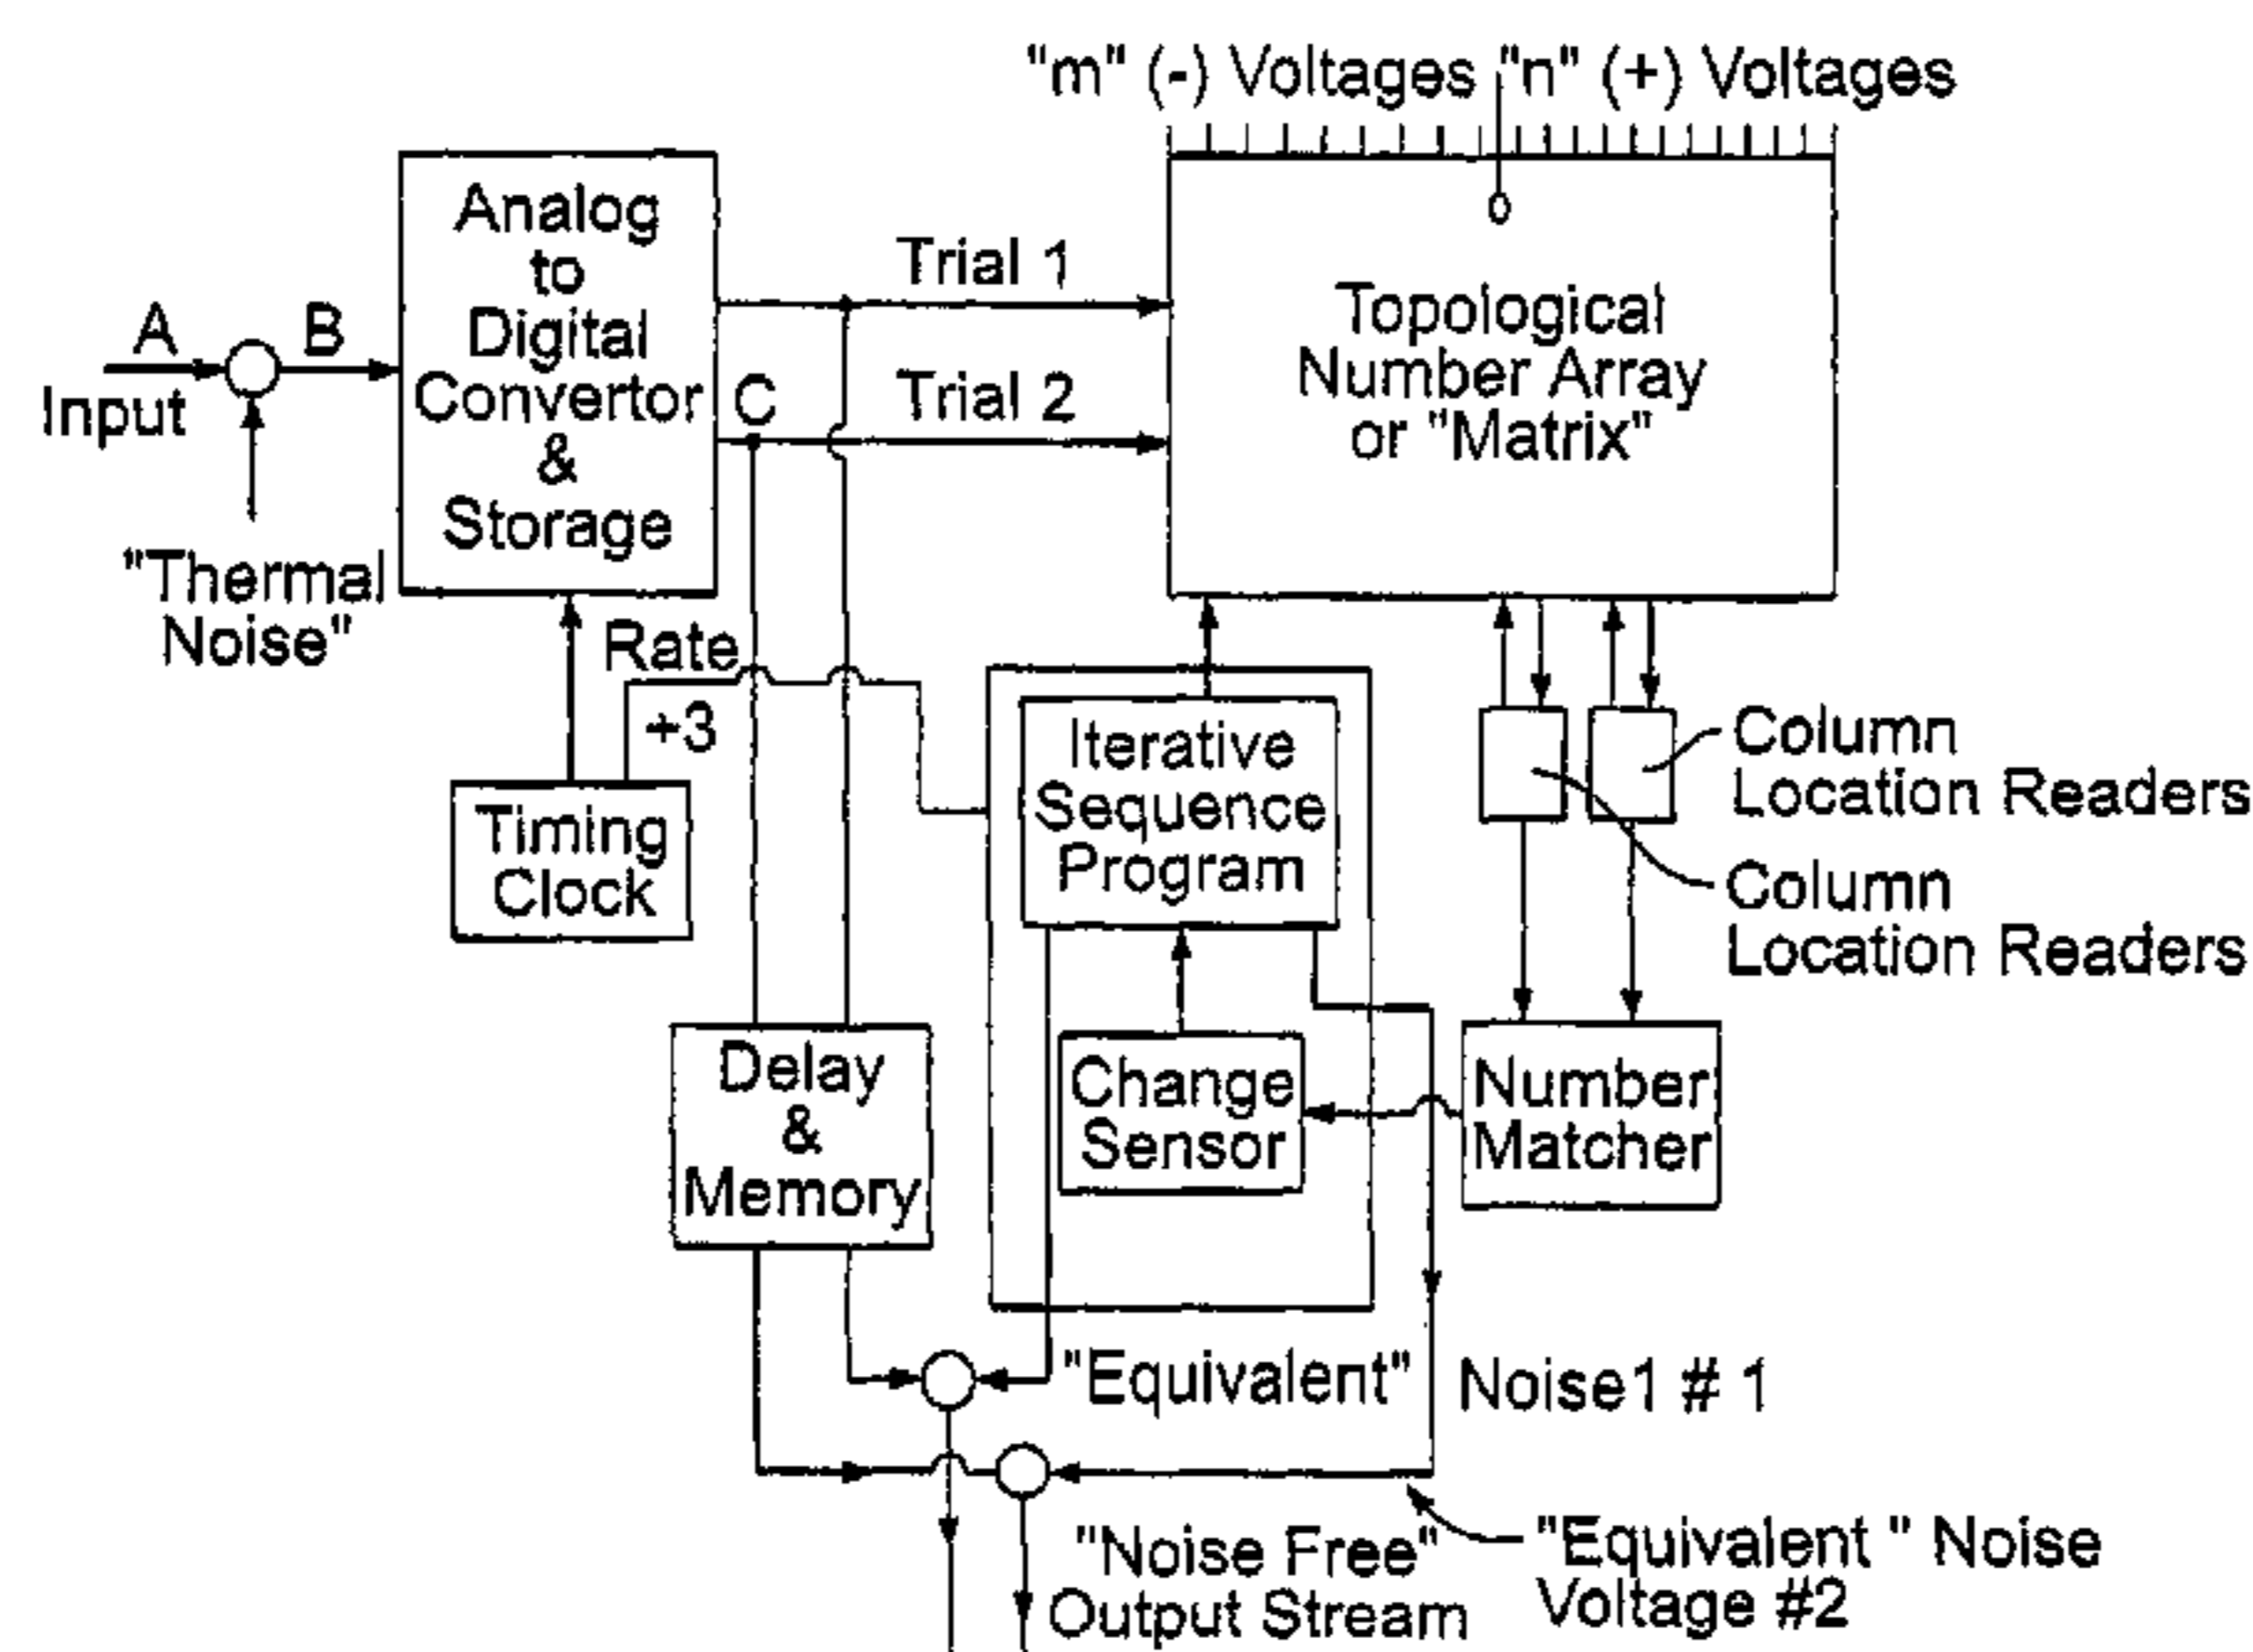 "m" (-) Voltages "n" (+) Voltages
0
Analog
to
Digital
Convertor
&
Storage
A
Input
B
"Thermal
Noise"
C
Trial 1
Trial 2
Topological
Number Array
or "Matrix"
Rate
+3
Timing
Clock
Iterative
Sequence
Program
Column
Location Readers
Column
Location Readers
Delay
&
Memory
Change
Sensor
Number
Matcher
"Equivalent"
Noise1 # 1
"Noise Free"
Output Stream
"Equivalent " Noise
Voltage #2